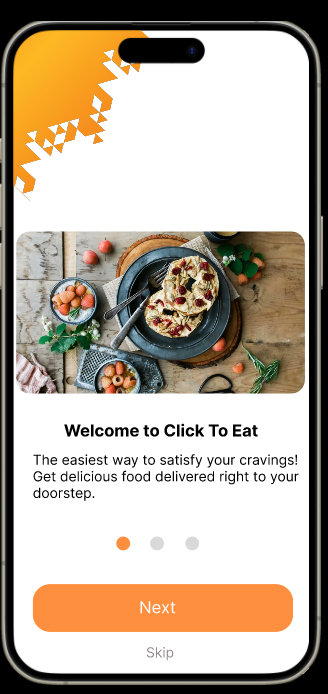 Welcome to Click To Eat
The easiest way to satisfy your cravings!
Get delicious food delivered right to your
doorstep.
Next
Skip